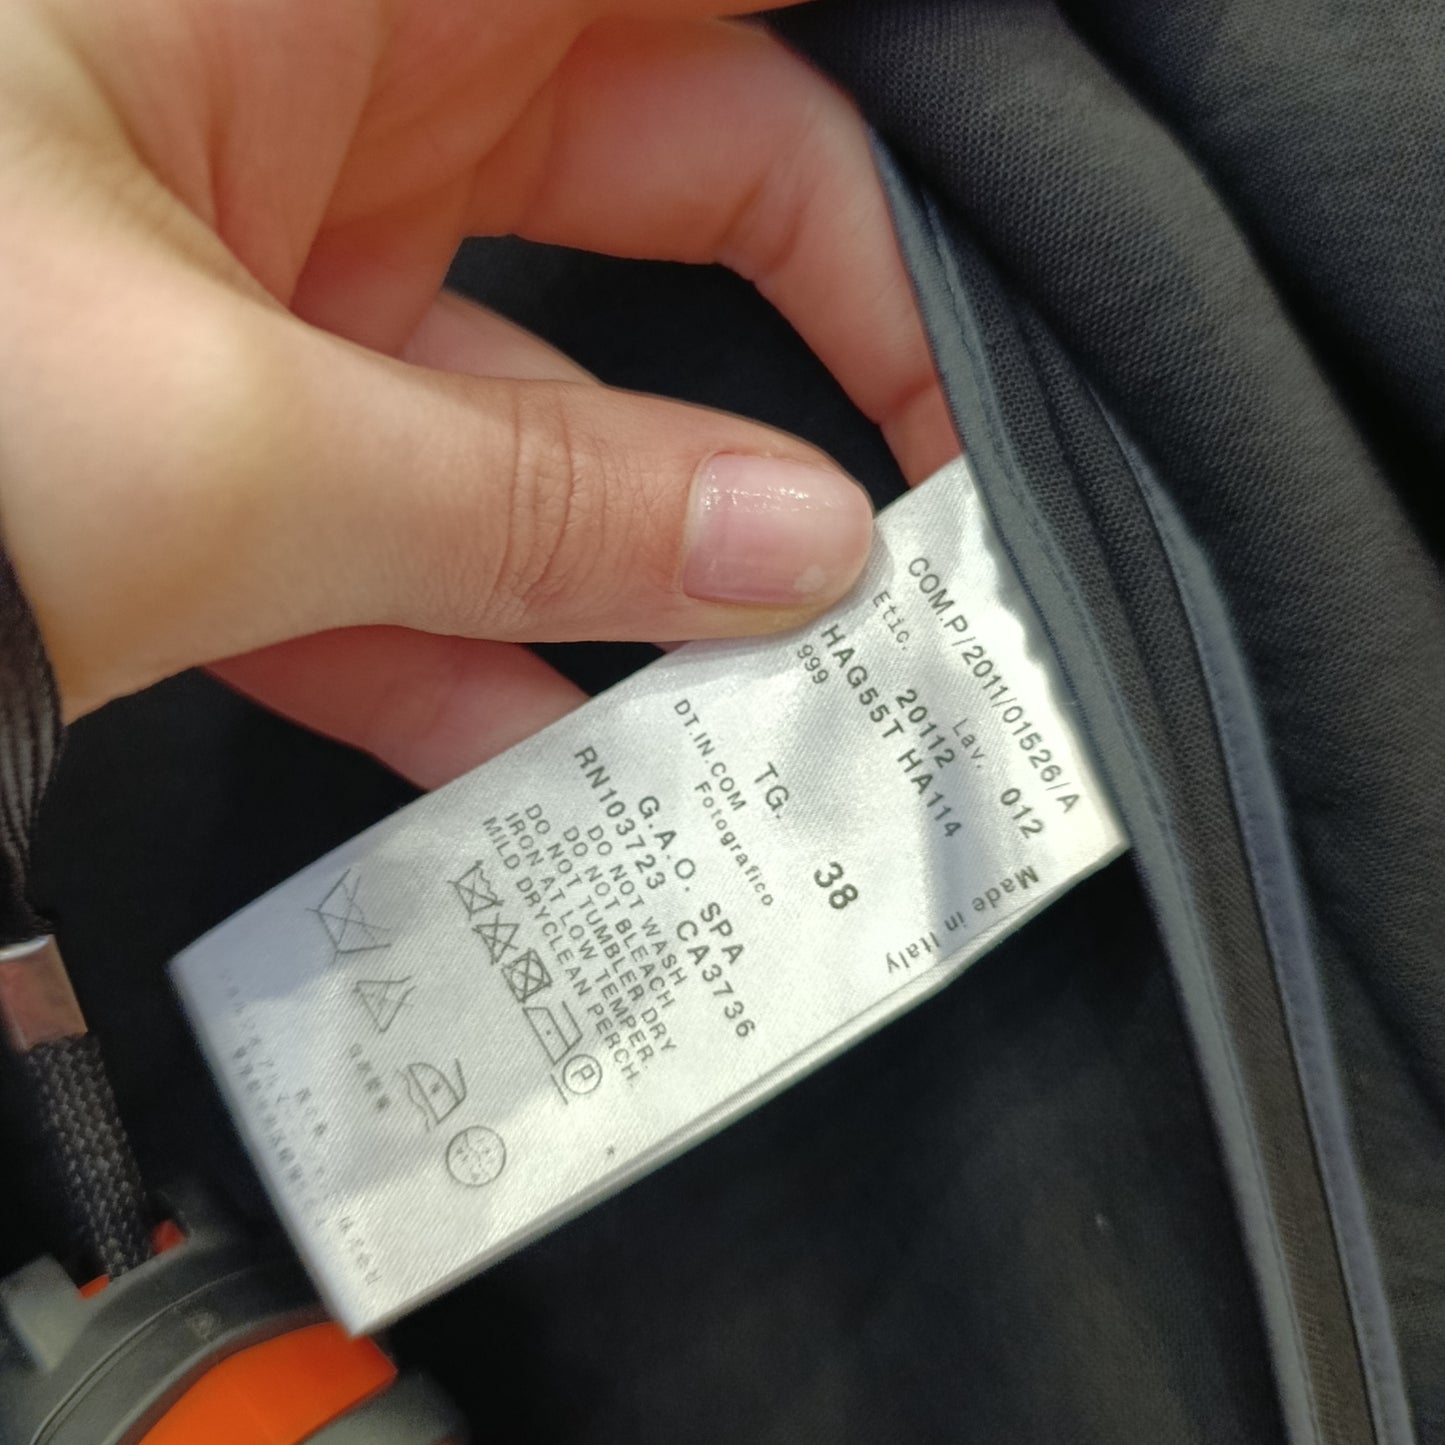 COM.P/2011/01526/A
Etic. 20112 Lav. 012
HAG55T HA114
999
Made in Italy
TG. 38
DT IN.COM
Fotografico
G.A.O. SPA
RN103723 CA3736
DO NOT WASH
DO NOT BLEACH
DO NOT TUMBLER DRY
IRON AT LOW TEMPER.
MILD DRYCLEAN PERCH.
P
*